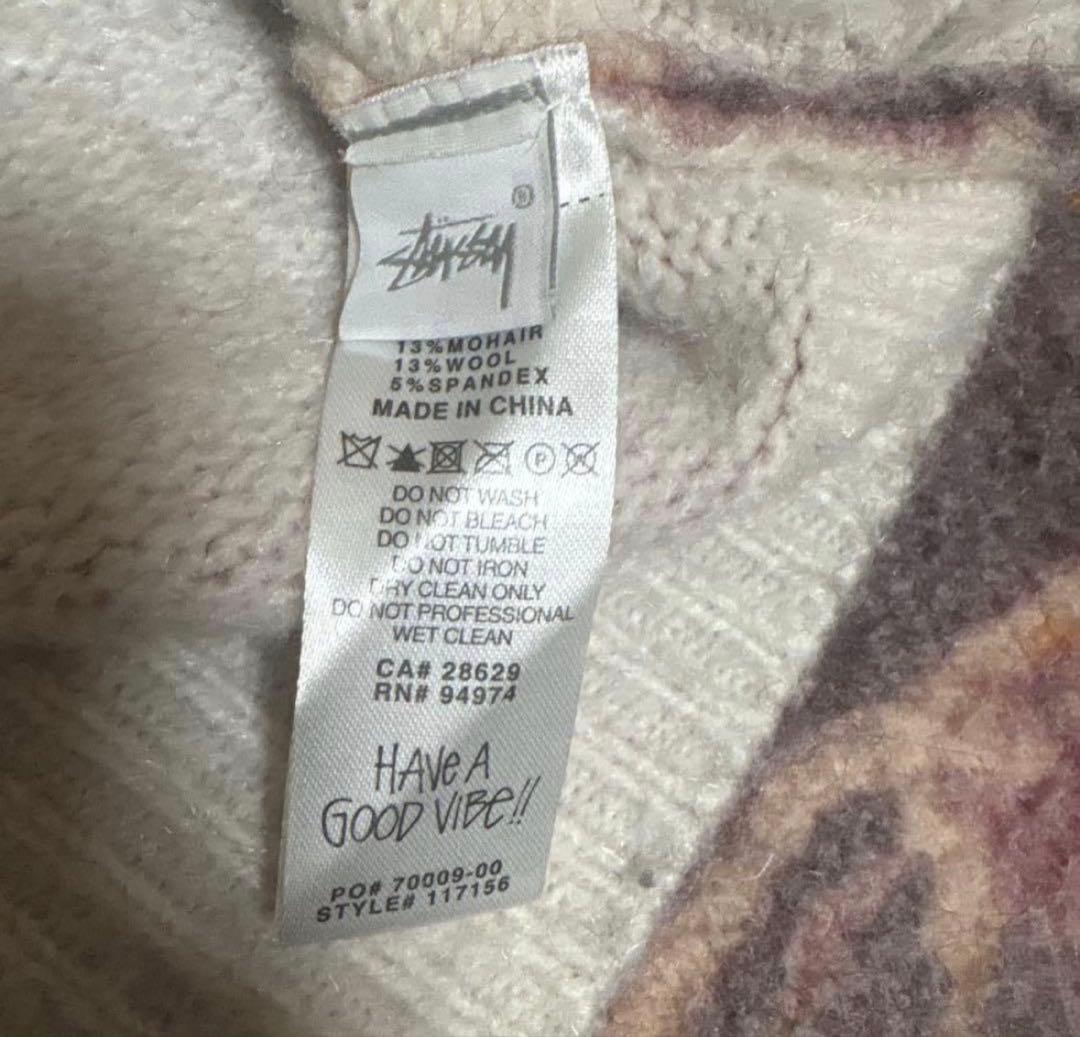 Stüssy ®
13%MOHAIR
13%WOOL
5%SPANDEX
MADE IN CHINA
P
DO NOT WASH
DO NOT BLEACH
DO NOT TUMBLE
DO NOT IRON
DRY CLEAN ONLY
DO NOT PROFESSIONAL
WET CLEAN
CA# 28629
RN# 94974
HAVe A
GOOD VIBe!!
PO# 70009-00
STYLE# 117156